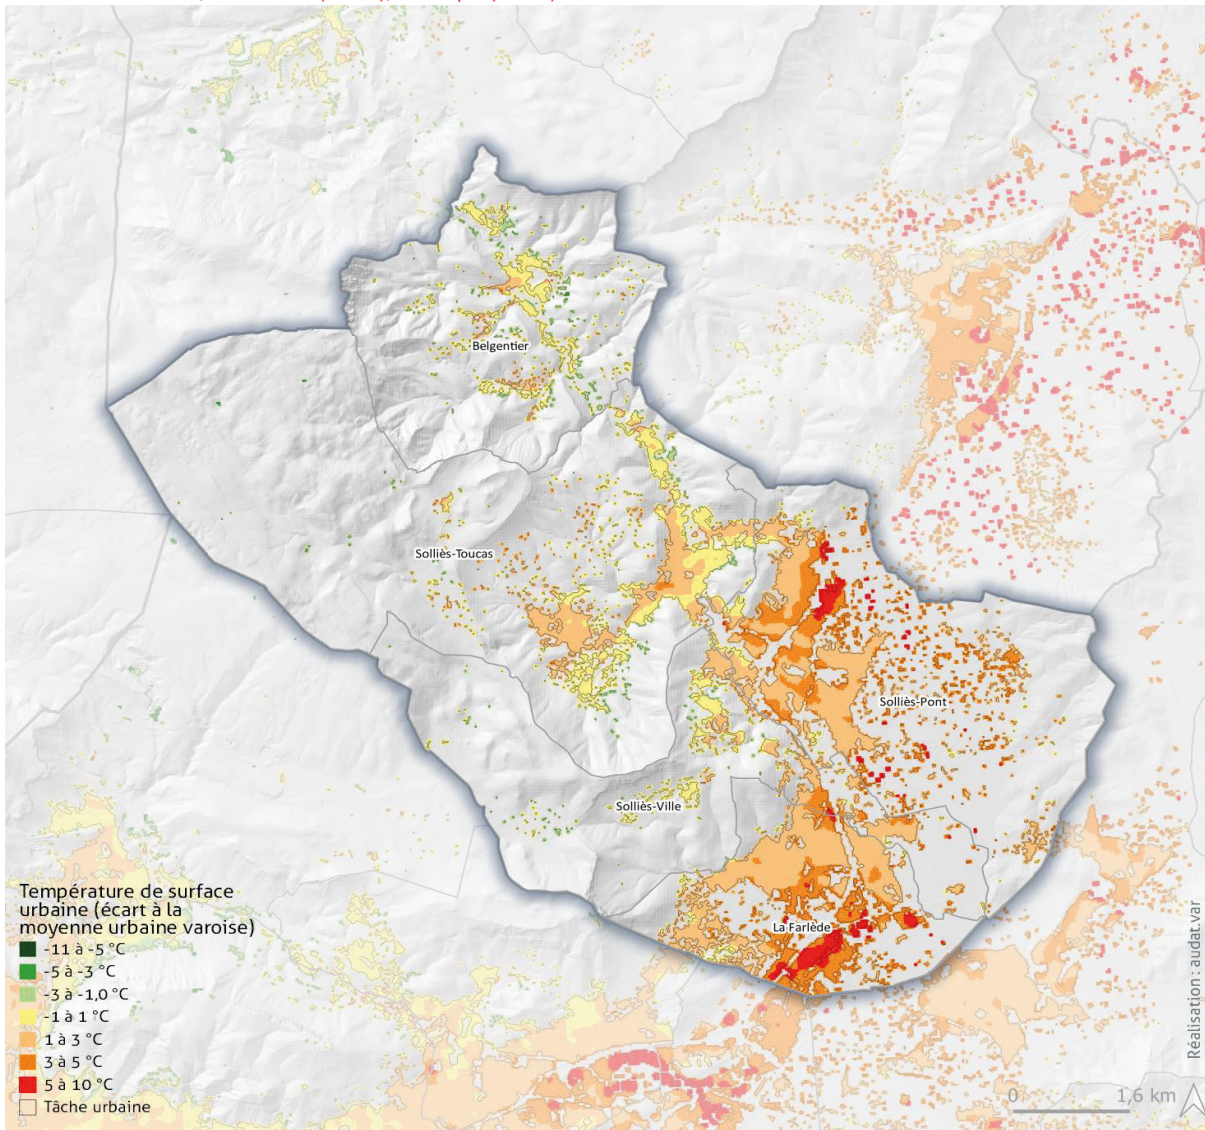 Belgentier
Solliès-Toucas
Solliès-Pont
Solliès-Ville
La Farlède
Température de surface
urbaine (écart à la
moyenne urbaine varoise)
-11 à -5 °C
-5 à -3 °C
-3 à -1,0 °C
-1 à 1 °C
1 à 3 °C
3 à 5 °C
5 à 10 °C
Tâche urbaine
0 1,6 km
Réalisation : audat.var